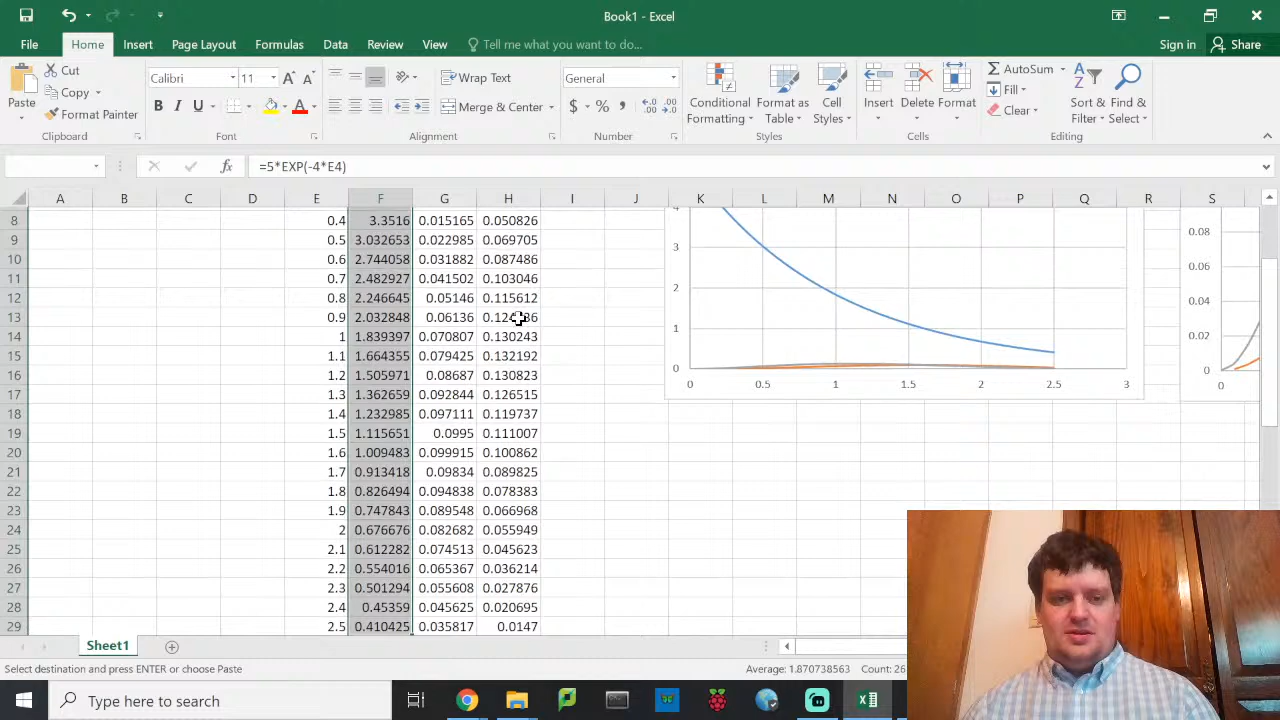 Book1 - Excel
File Home Insert Page Layout Formulas Data Review View Tell me what you want to do... Sign in Share
Paste Cut Copy Format Painter
Calibri 11 B I U A
Wrap Text Merge & Center
General $ % ,
Conditional Formatting Format as Table Cell Styles
Insert Delete Format
AutoSum Fill Clear Sort & Filter Find & Select
Clipboard Font Alignment Number Styles Cells Editing
fx =5*EXP(-4*E4)
A B C D E F G H I J K L M N O P Q R S
8 0.4 3.3516 0.015165 0.050826
9 0.5 3.032653 0.022985 0.069705
10 0.6 2.744058 0.031882 0.087486
11 0.7 2.482927 0.041502 0.103046
12 0.8 2.246645 0.05146 0.115612
13 0.9 2.032848 0.06136
14 1 1.839397 0.070807 0.130243
15 1.1 1.664355 0.079425 0.132192
16 1.2 1.505971 0.08687 0.130823
17 1.3 1.362659 0.092844 0.126515
18 1.4 1.232985 0.097111 0.119737
19 1.5 1.115651 0.0995 0.111007
20 1.6 1.009483 0.099915 0.100862
21 1.7 0.913418 0.09834 0.089825
22 1.8 0.826494 0.094838 0.078383
23 1.9 0.747843 0.089548 0.066968
24 2 0.676676 0.082682 0.055949
25 2.1 0.612282 0.074513 0.045623
26 2.2 0.554016 0.065367 0.036214
27 2.3 0.501294 0.055608 0.027876
28 2.4 0.45359 0.045625 0.020695
29 2.5 0.410425 0.035817 0.0147
4
3
2
1
0
0 0.5 1 1.5 2 2.5 3
0.08
0.06
0.04
0.02
0
0
Sheet1
Select destination and press ENTER or choose Paste Average: 1.870738563 Count: 26
Type here to search